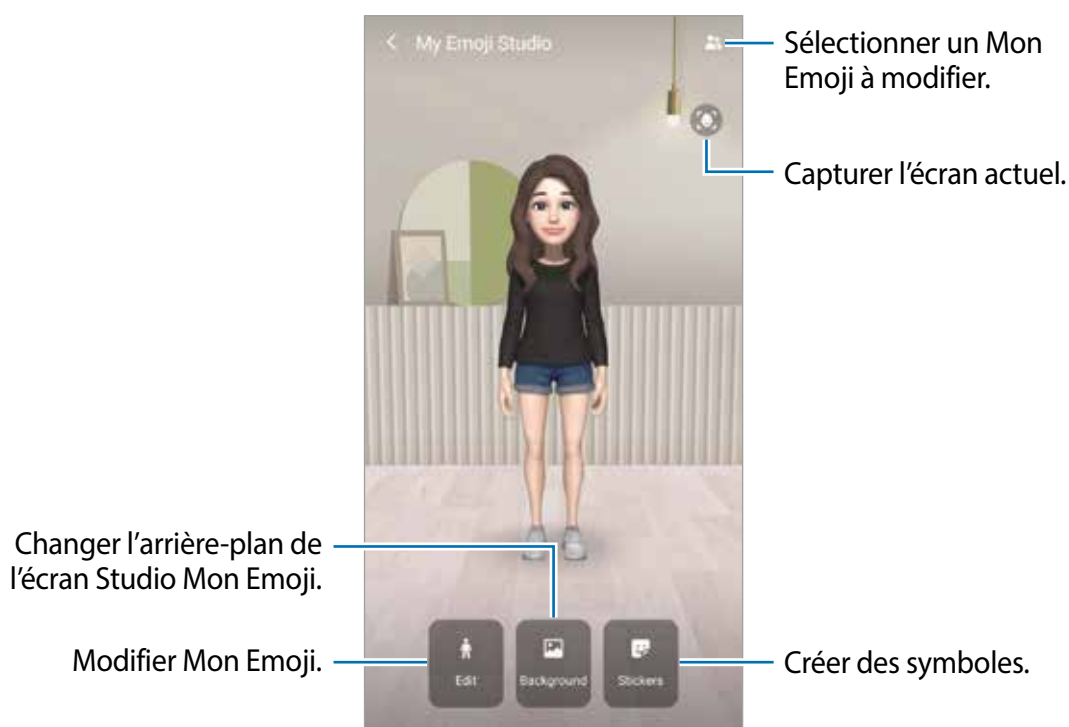 My Emoji Studio
Sélectionner un Mon
Emoji à modifier.
Capturer l’écran actuel.
Changer l’arrière-plan de
l’écran Studio Mon Emoji.
Modifier Mon Emoji.
Edit
Background
Stickers
Créer des symboles.